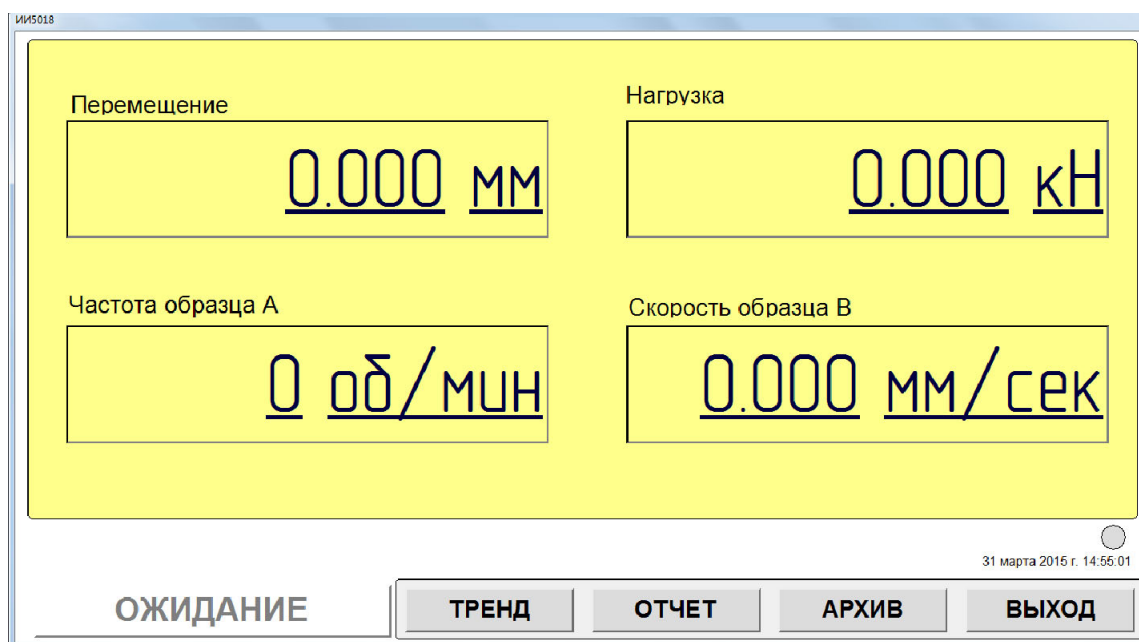 ИИ5018
Перемещение
Нагрузка
0.000 мм
0.000 кН
Частота образца А
Скорость образца В
0 об/мин
0.000 мм/сек
31 марта 2015 г. 14:55:01
ОЖИДАНИЕ
ТРЕНД
ОТЧЕТ
АРХИВ
ВЫХОД